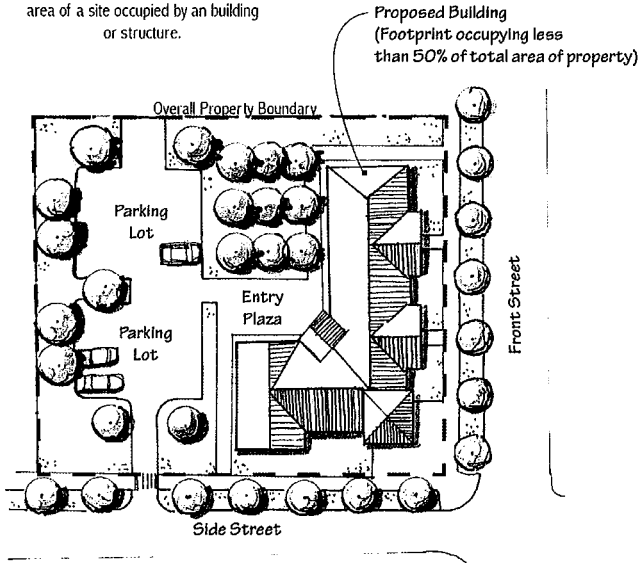 area of a site occupied by an building
or structure.
Proposed Building
(Footprint occupying less
than 50% of total area of property)
Overall Property Boundary
Parking
Lot
Entry
Plaza
Parking
Lot
Front Street
Side Street